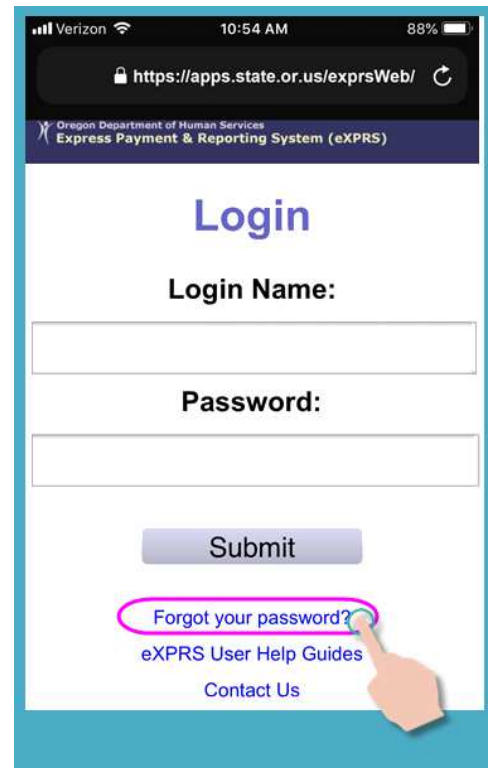 Verizon 10:54 AM 88%
https://apps.state.or.us/exprsWeb/
Oregon Department of Human Services
Express Payment & Reporting System (eXPRS)
Login
Login Name:
Password:
Submit
Forgot your password?
eXPRS User Help Guides
Contact Us